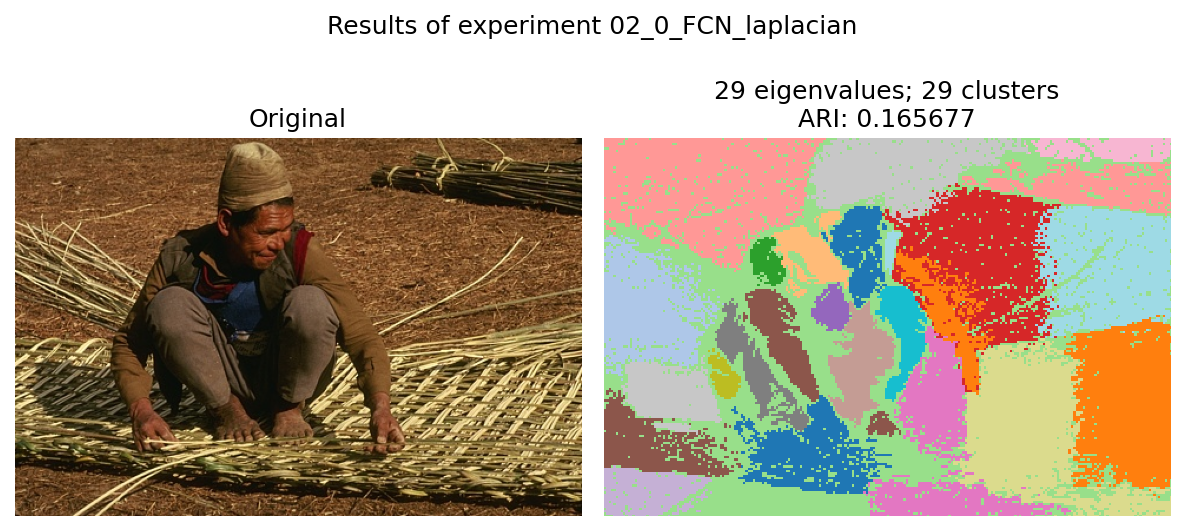 Results of experiment 02_0_FCN_laplacian
Original
29 eigenvalues; 29 clusters
ARI: 0.165677